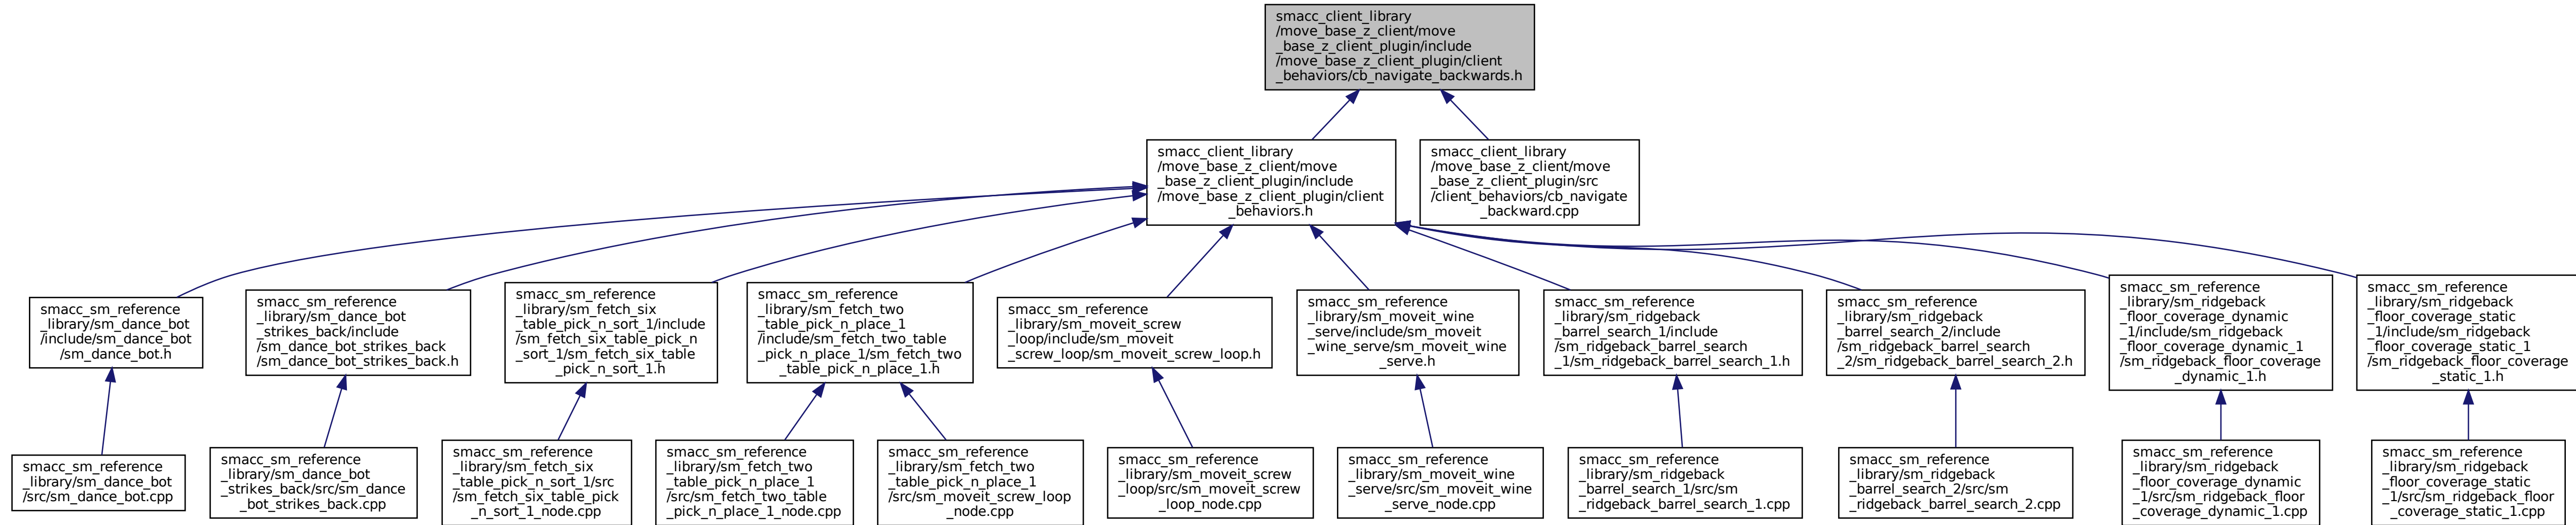 smacc_client_library
/move_base_z_client/move
_base_z_client_plugin/include
/move_base_z_client_plugin/client
_behaviors/cb_navigate_backwards.h
smacc_client_library
/move_base_z_client/move
_base_z_client_plugin/include
/move_base_z_client_plugin/client
_behaviors.h
smacc_client_library
/move_base_z_client/move
_base_z_client_plugin/src
/client_behaviors/cb_navigate
_backward.cpp
smacc_sm_reference
_library/sm_dance_bot
/include/sm_dance_bot
/sm_dance_bot.h
smacc_sm_reference
_library/sm_dance_bot
_strikes_back/include
/sm_dance_bot_strikes_back
/sm_dance_bot_strikes_back.h
smacc_sm_reference
_library/sm_fetch_six
_table_pick_n_sort_1/include
/sm_fetch_six_table_pick_n
_sort_1/sm_fetch_six_table
_pick_n_sort_1.h
smacc_sm_reference
_library/sm_fetch_two
_table_pick_n_place_1
/include/sm_fetch_two_table
_pick_n_place_1/sm_fetch_two
_table_pick_n_place_1.h
smacc_sm_reference
_library/sm_moveit_screw
_loop/include/sm_moveit
_screw_loop/sm_moveit_screw_loop.h
smacc_sm_reference
_library/sm_moveit_wine
_serve/include/sm_moveit
_wine_serve/sm_moveit_wine
_serve.h
smacc_sm_reference
_library/sm_ridgeback
_barrel_search_1/include
/sm_ridgeback_barrel_search
_1/sm_ridgeback_barrel_search_1.h
smacc_sm_reference
_library/sm_ridgeback
_barrel_search_2/include
/sm_ridgeback_barrel_search
_2/sm_ridgeback_barrel_search_2.h
smacc_sm_reference
_library/sm_ridgeback
_floor_coverage_dynamic
_1/include/sm_ridgeback
_floor_coverage_dynamic_1
/sm_ridgeback_floor_coverage
_dynamic_1.h
smacc_sm_reference
_library/sm_ridgeback
_floor_coverage_static
_1/include/sm_ridgeback
_floor_coverage_static_1
/sm_ridgeback_floor_coverage
_static_1.h
smacc_sm_reference
_library/sm_dance_bot
/src/sm_dance_bot.cpp
smacc_sm_reference
_library/sm_dance_bot
_strikes_back/src/sm_dance
_bot_strikes_back.cpp
smacc_sm_reference
_library/sm_fetch_six
_table_pick_n_sort_1/src
/sm_fetch_six_table_pick
_n_sort_1_node.cpp
smacc_sm_reference
_library/sm_fetch_two
_table_pick_n_place_1
/src/sm_fetch_two_table
_pick_n_place_1_node.cpp
smacc_sm_reference
_library/sm_fetch_two
_table_pick_n_place_1
/src/sm_moveit_screw_loop
_node.cpp
smacc_sm_reference
_library/sm_moveit_screw
_loop/src/sm_moveit_screw
_loop_node.cpp
smacc_sm_reference
_library/sm_moveit_wine
_serve/src/sm_moveit_wine
_serve_node.cpp
smacc_sm_reference
_library/sm_ridgeback
_barrel_search_1/src/sm
_ridgeback_barrel_search_1.cpp
smacc_sm_reference
_library/sm_ridgeback
_barrel_search_2/src/sm
_ridgeback_barrel_search_2.cpp
smacc_sm_reference
_library/sm_ridgeback
_floor_coverage_dynamic
_1/src/sm_ridgeback_floor
_coverage_dynamic_1.cpp
smacc_sm_reference
_library/sm_ridgeback
_floor_coverage_static
_1/src/sm_ridgeback_floor
_coverage_static_1.cpp